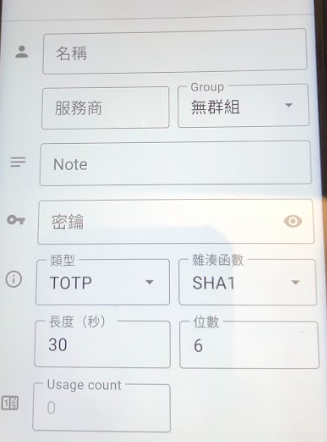 名稱
服務商
Group
無群組
Note
密鑰
類型
TOTP
雜湊函數
SHA1
長度（秒）
30
位數
6
Usage count
0